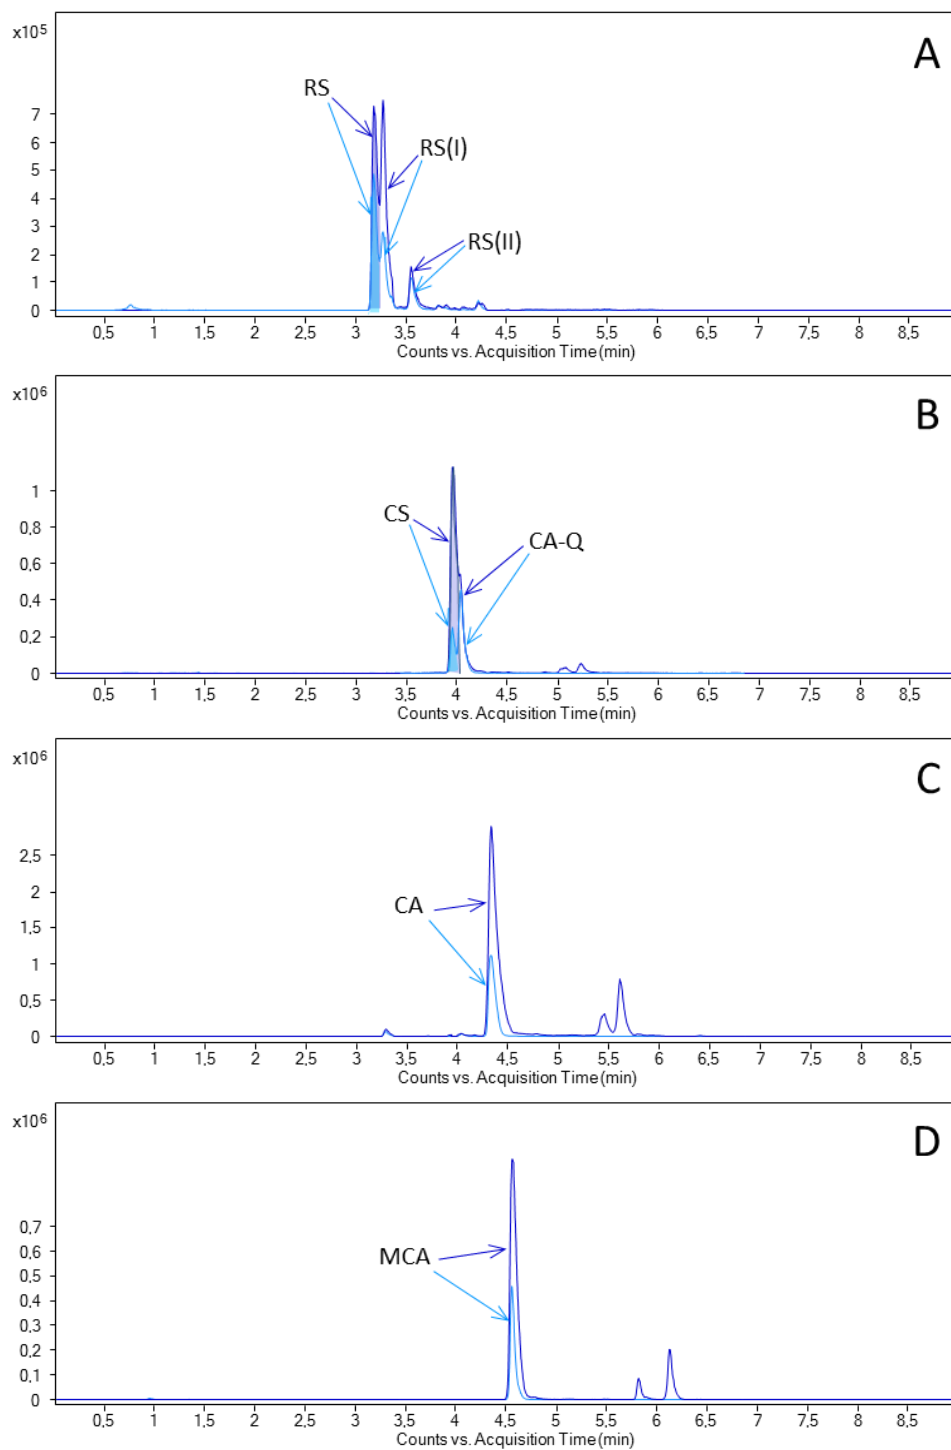 x10⁵
A
RS
RS(I)
RS(II)
7
6
5
4
3
2
1
0
0,5 1 1,5 2 2,5 3 3,5 4 4,5 5 5,5 6 6,5 7 7,5 8 8,5
Counts vs. Acquisition Time (min)
x10⁶
B
CS
CA-Q
1
0,8
0,6
0,4
0,2
0
0,5 1 1,5 2 2,5 3 3,5 4 4,5 5 5,5 6 6,5 7 7,5 8 8,5
Counts vs. Acquisition Time (min)
x10⁶
C
CA
2,5
2
1,5
1
0,5
0
0,5 1 1,5 2 2,5 3 3,5 4 4,5 5 5,5 6 6,5 7 7,5 8 8,5
Counts vs. Acquisition Time (min)
x10⁶
D
MCA
0,7
0,6
0,5
0,4
0,3
0,2
0,1
0
0,5 1 1,5 2 2,5 3 3,5 4 4,5 5 5,5 6 6,5 7 7,5 8 8,5
Counts vs. Acquisition Time (min)